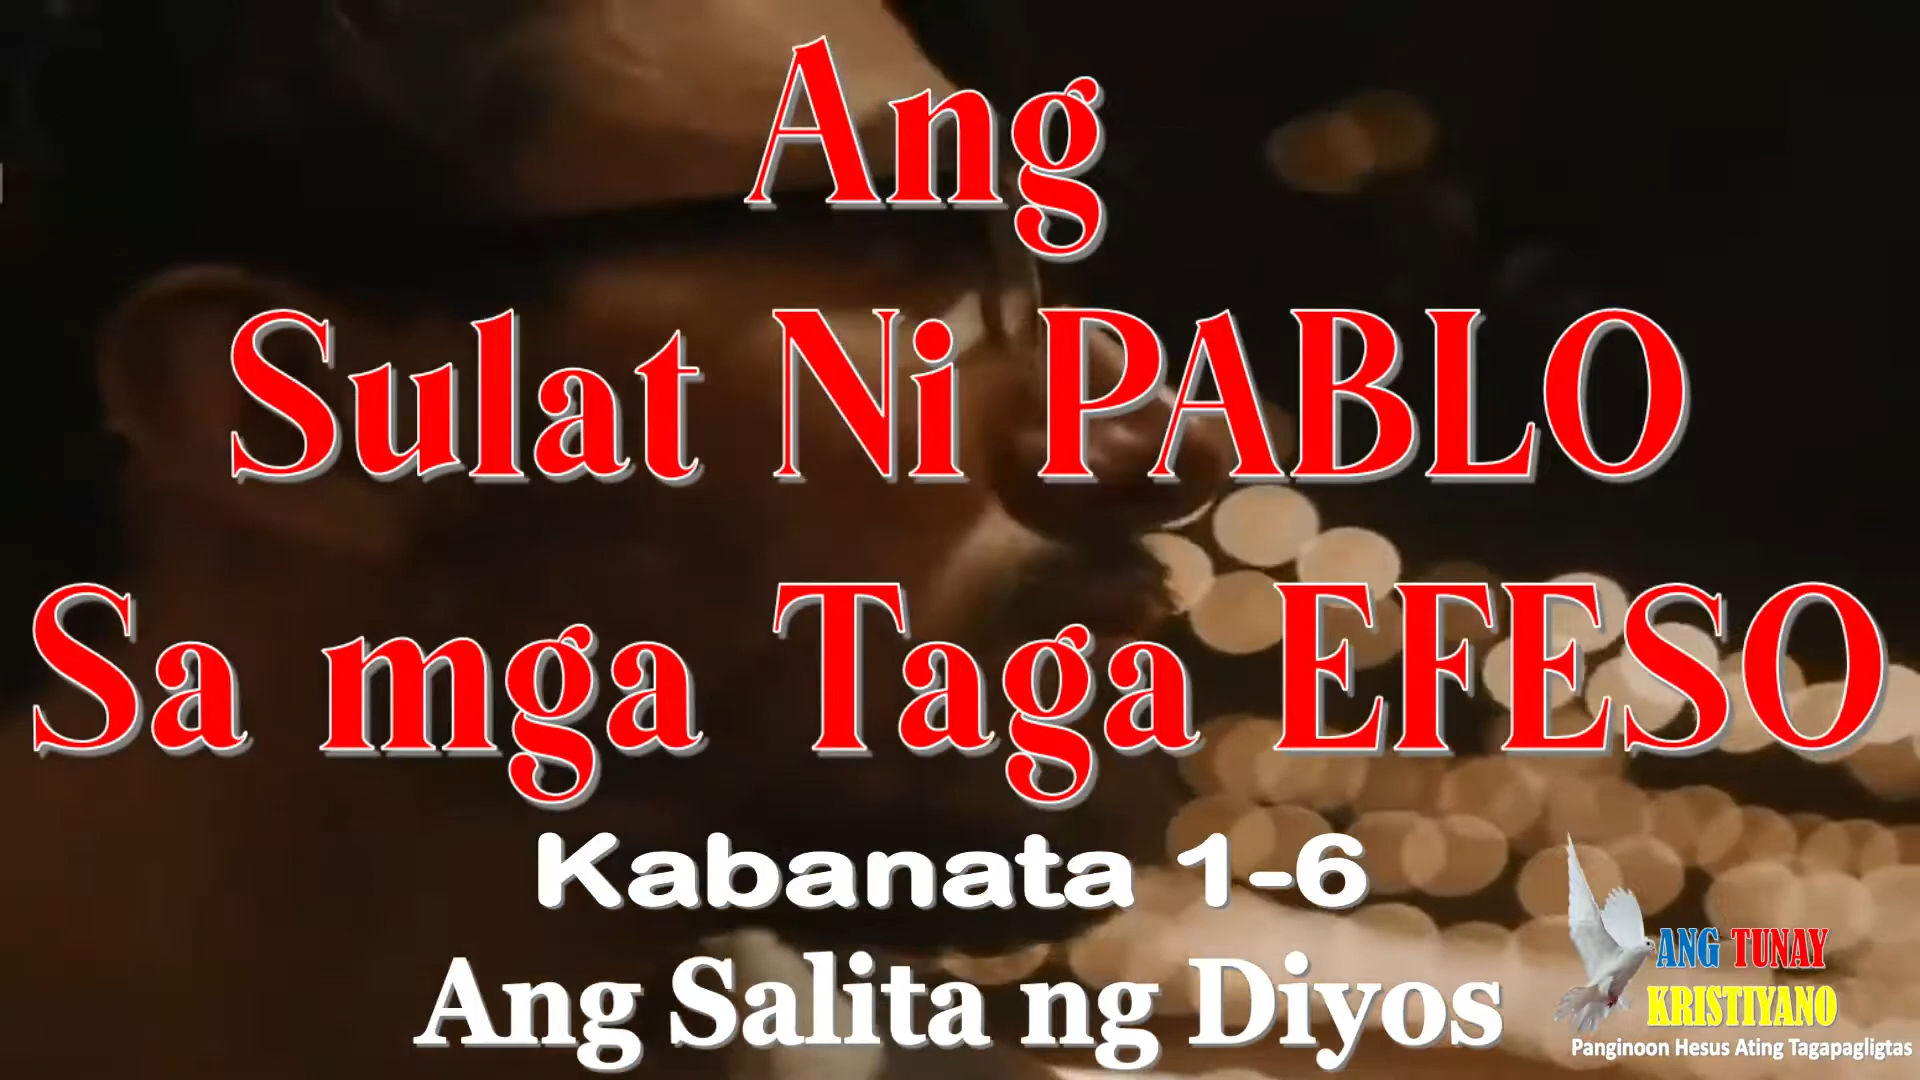 Ang
Sulat Ni PABLO
Sa mga Taga EFESO
Kabanata 1-6
Ang Salita ng Diyos
ANG TUNAY
KRISTIYANO
Panginoon Hesus Ating Tagapagligtas